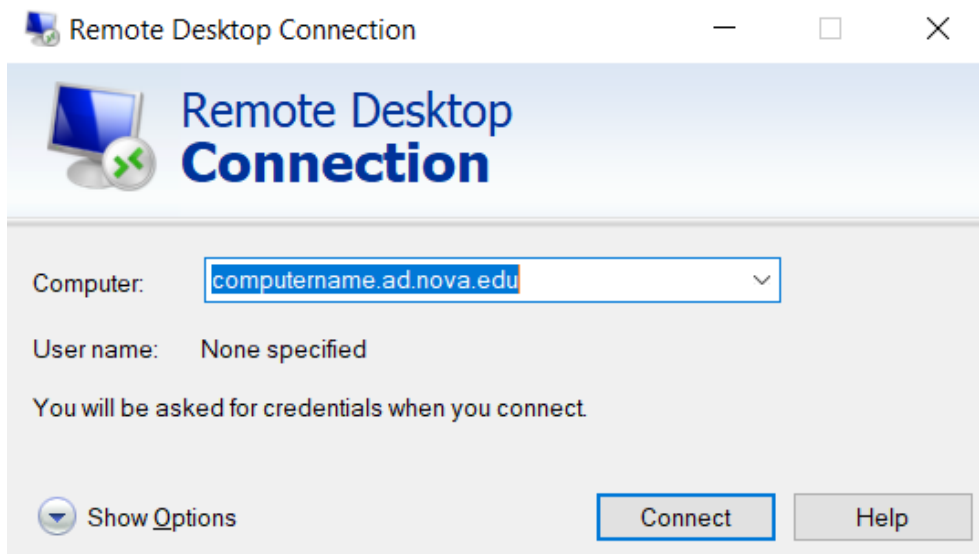 Remote Desktop Connection
Remote Desktop
Connection
Computer: computername.ad.nova.edu
User name: None specified
You will be asked for credentials when you connect.
Show Options Connect Help